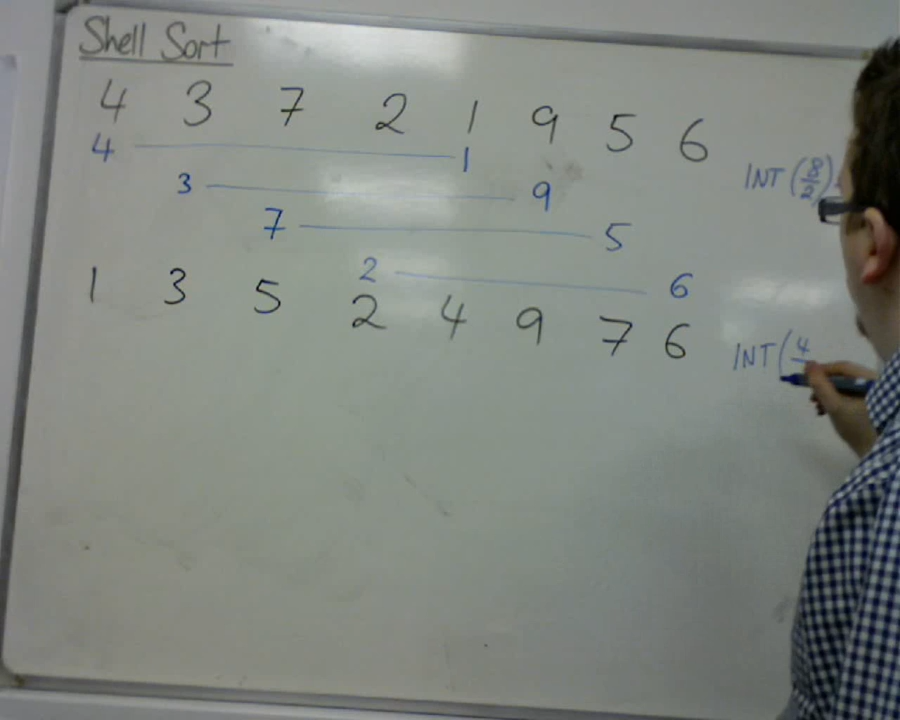 Shell Sort
4 3 7 2 1 9 5 6
4 1
INT (8/2)
3 9
7 5
2 6
1 3 5 2 4 9 7 6
INT (4